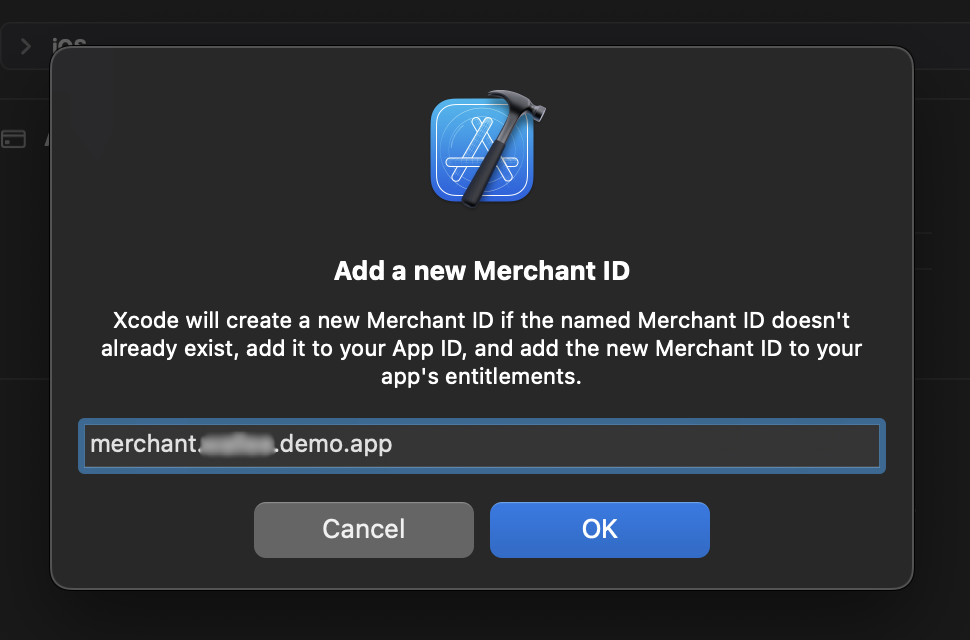 iOS
Add a new Merchant ID
Xcode will create a new Merchant ID if the named Merchant ID doesn't
already exist, add it to your App ID, and add the new Merchant ID to your
app's entitlements.
merchant. .demo.app
Cancel
OK